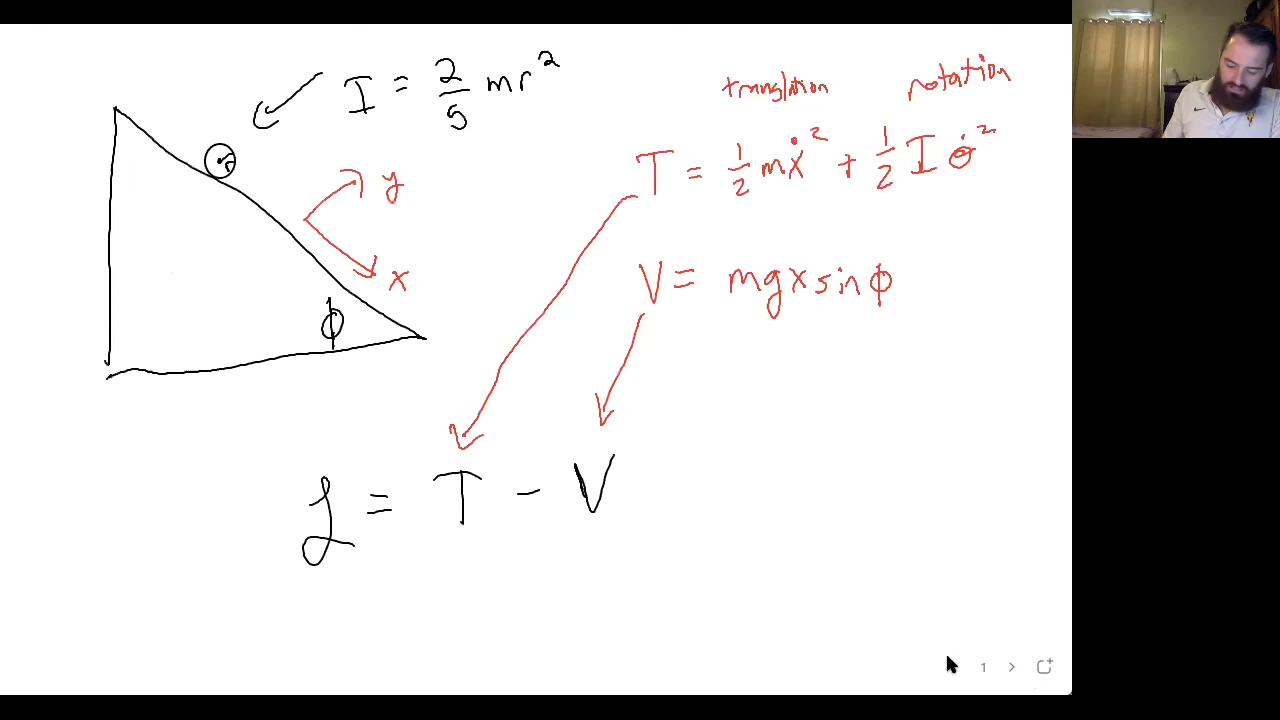 I = 2/5 mr²
r
y
x
ϕ
translation rotation
T = 1/2 mẋ² + 1/2 I θ̇²
V = mgx sin ϕ
ℒ = T - V
1